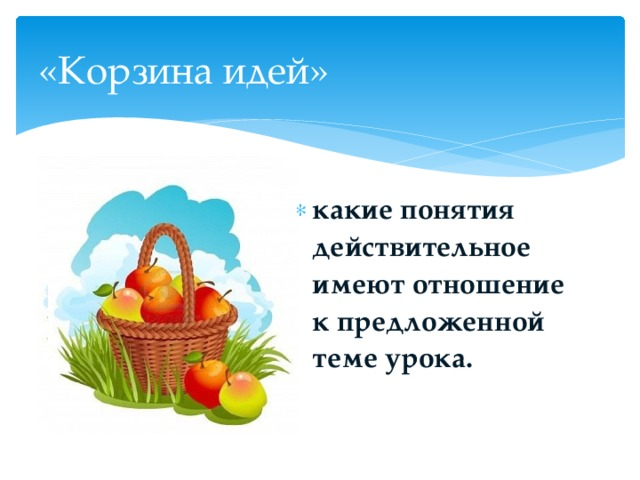 «Корзина идей»
* какие понятия
действительное
имеют отношение
к предложенной
теме урока.